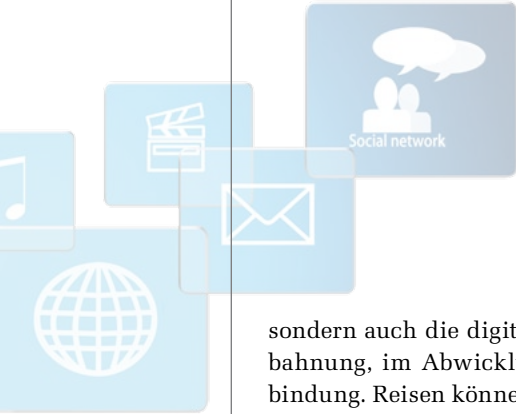 Social network
sondern auch die digit
bahnung, im Abwickl
bindung. Reisen könne